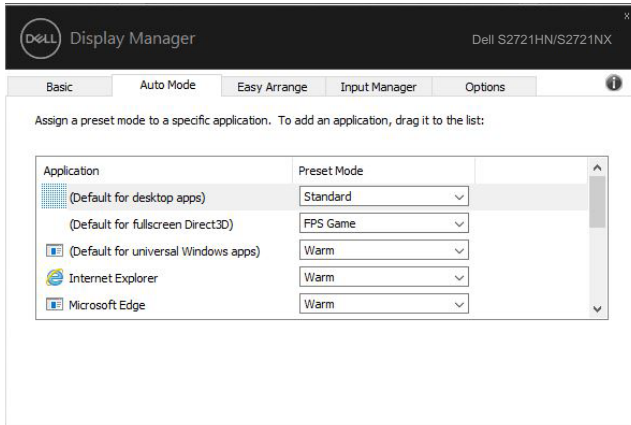 x
DELL Display Manager Dell S2721HN/S2721NX
Basic Auto Mode Easy Arrange Input Manager Options i
Assign a preset mode to a specific application. To add an application, drag it to the list:
Application Preset Mode
(Default for desktop apps) Standard
(Default for fullscreen Direct3D) FPS Game
(Default for universal Windows apps) Warm
Internet Explorer Warm
Microsoft Edge Warm